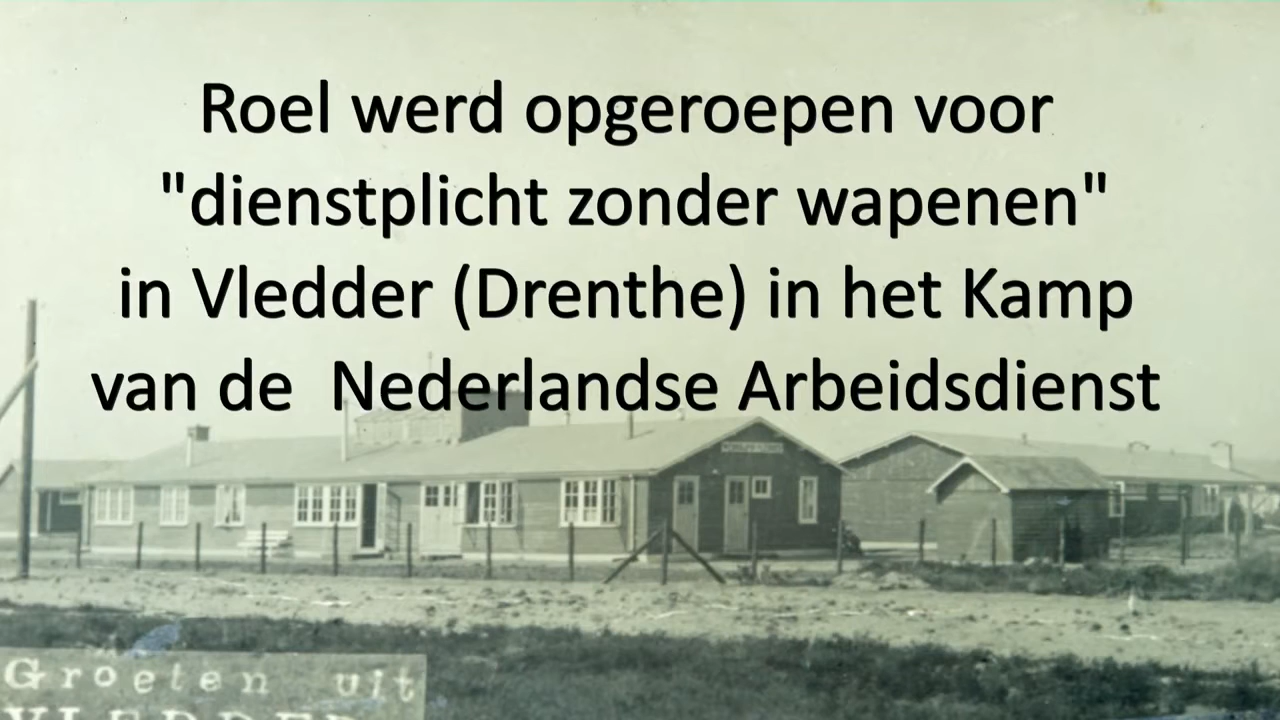 Roel werd opgeroepen voor
"dienstplicht zonder wapenen"
in Vledder (Drenthe) in het Kamp
van de  Nederlandse Arbeidsdienst
Groeten uit
VLEDDER